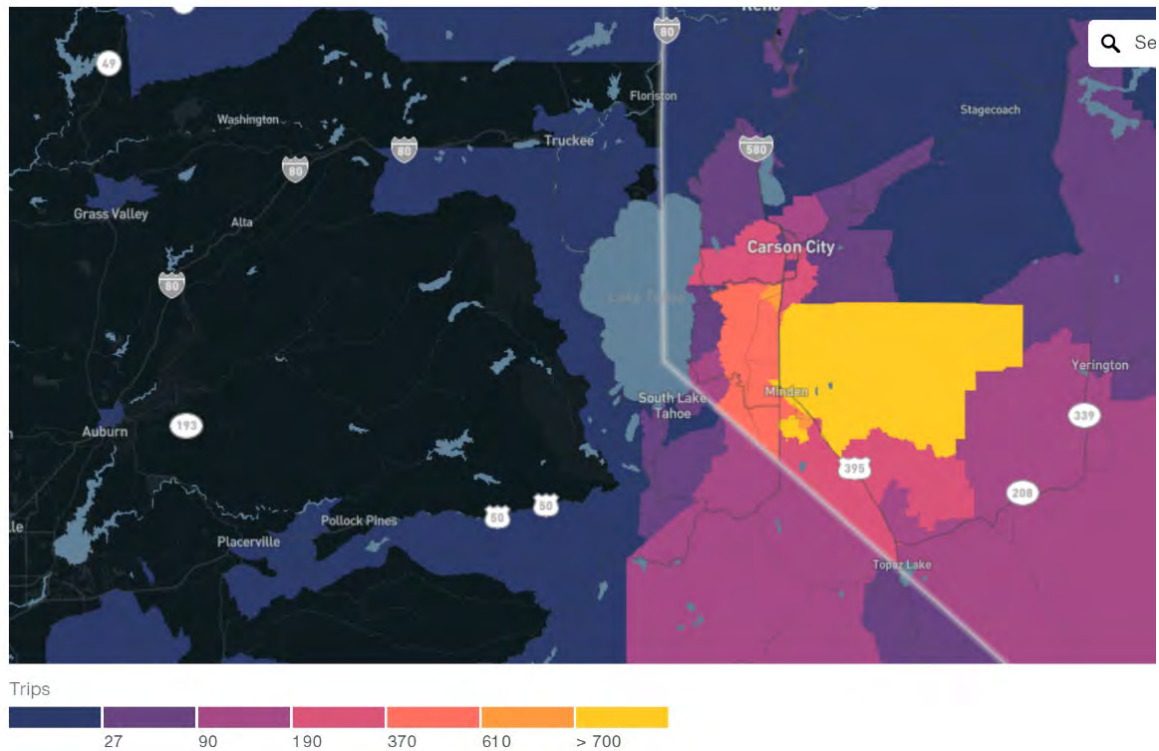 Reno
80
Se
49
Floriston
Stagecoach
Washington
Truckee
80
80
580
Grass Valley
Alta
Carson City
80
Lake Tahoe
Yerington
Minden
South Lake
Tahoe
339
193
Auburn
395
208
50
50
Pollock Pines
Placerville
Topaz Lake
Trips
27
90
190
370
610
> 700